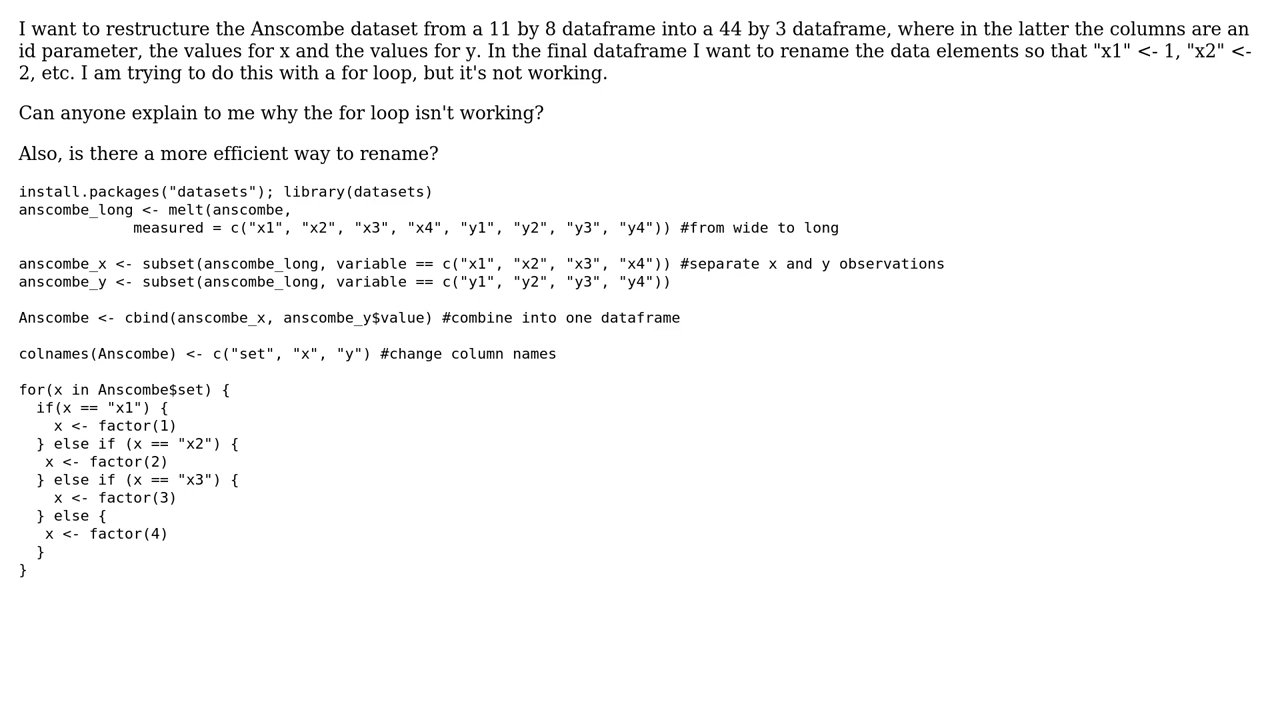 I want to restructure the Anscombe dataset from a 11 by 8 dataframe into a 44 by 3 dataframe, where in the latter the columns are an
id parameter, the values for x and the values for y. In the final dataframe I want to rename the data elements so that "x1" <- 1, "x2" <-
2, etc. I am trying to do this with a for loop, but it's not working.
Can anyone explain to me why the for loop isn't working?
Also, is there a more efficient way to rename?
install.packages("datasets"); library(datasets)
anscombe_long <- melt(anscombe,
             measured = c("x1", "x2", "x3", "x4", "y1", "y2", "y3", "y4")) #from wide to long
anscombe_x <- subset(anscombe_long, variable == c("x1", "x2", "x3", "x4")) #separate x and y observations
anscombe_y <- subset(anscombe_long, variable == c("y1", "y2", "y3", "y4"))
Anscombe <- cbind(anscombe_x, anscombe_y$value) #combine into one dataframe
colnames(Anscombe) <- c("set", "x", "y") #change column names
for(x in Anscombe$set) {
  if(x == "x1") {
    x <- factor(1)
  } else if (x == "x2") {
   x <- factor(2)
  } else if (x == "x3") {
    x <- factor(3)
  } else {
   x <- factor(4)
  }
}